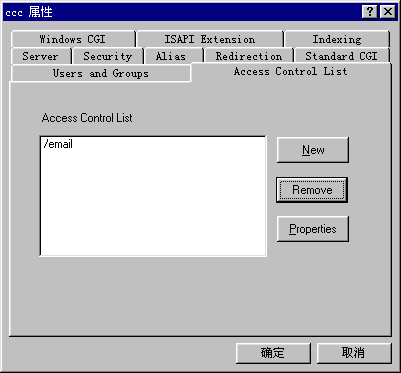 ccc 属性
Windows CGI ISAPI Extension Indexing
Server Security Alias Redirection Standard CGI
Users and Groups Access Control List
Access Control List
/email
New
Remove
Properties
确定 取消